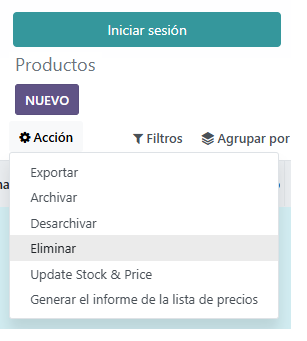 Iniciar sesión
Productos
NUEVO
Acción Filtros Agrupar por
Exportar
Archivar
Desarchivar
Eliminar
Update Stock & Price
Generar el informe de la lista de precios